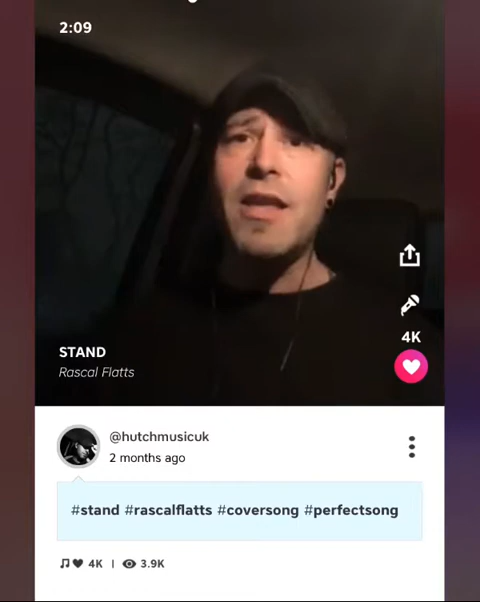 2:09
4K
STAND
Rascal Flatts
@hutchmusicuk
2 months ago
#stand #rascalflatts #coversong #perfectsong
4K | 3.9K